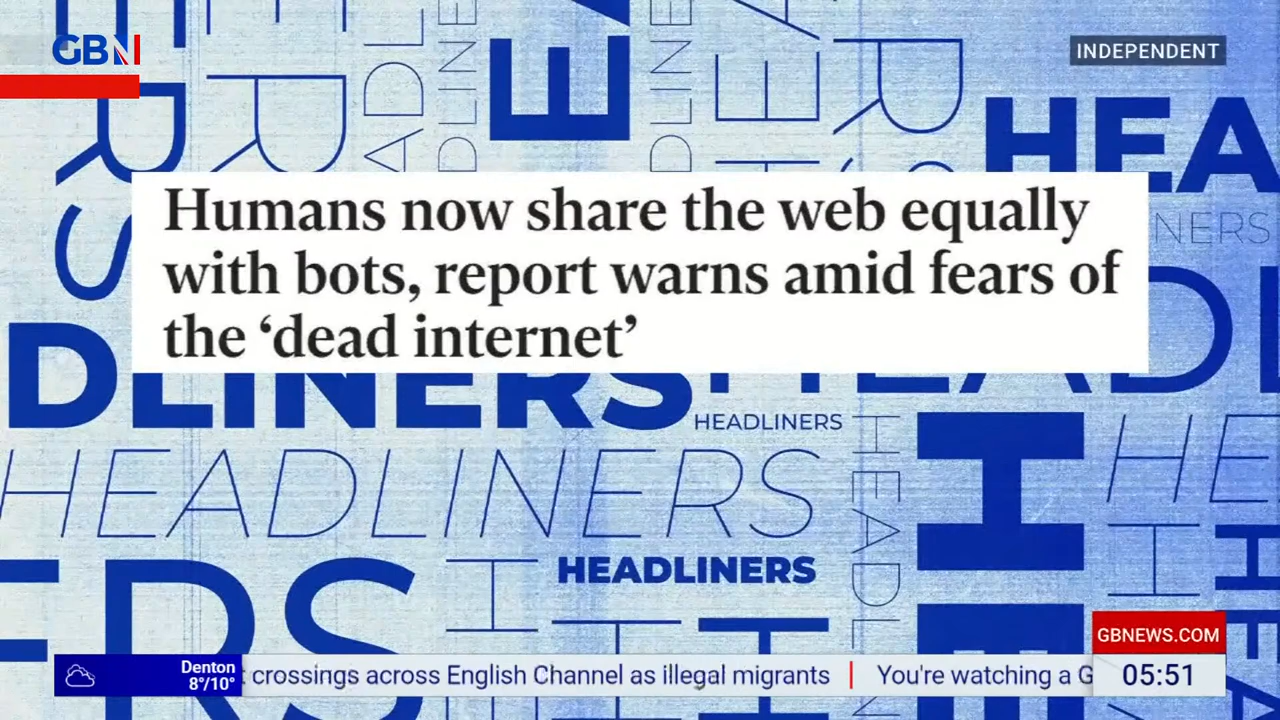 GBN
INDEPENDENT
Humans now share the web equally
with bots, report warns amid fears of
the ‘dead internet’
HEADLINERS
HEADLINERS
HEADLINERS
GBNEWS.COM
Denton
8°/10°
crossings across English Channel as illegal migrants | You're watching a G
05:51